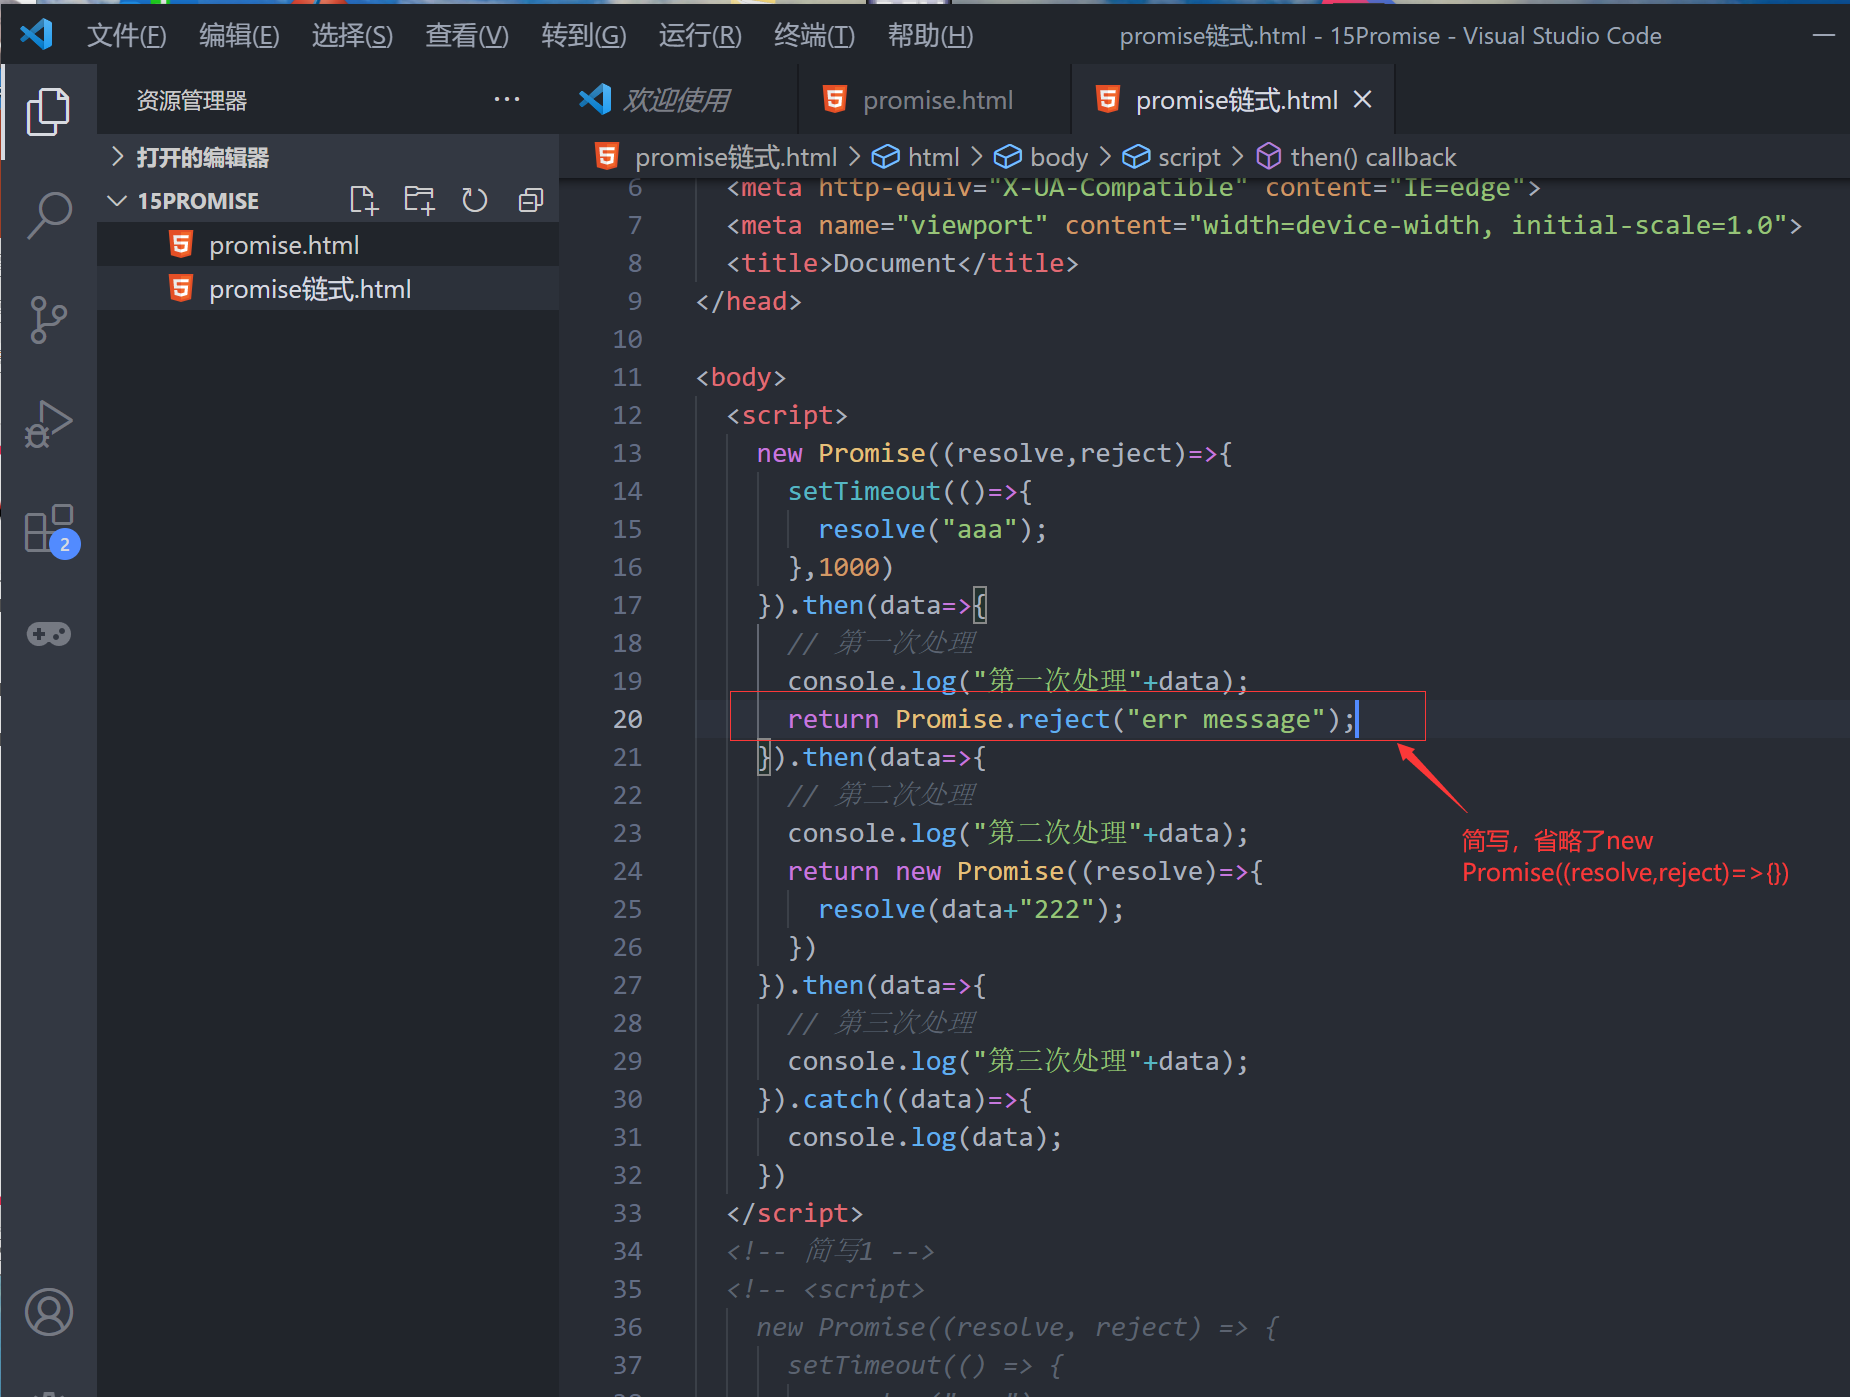 文件(F) 编辑(E) 选择(S) 查看(V) 转到(G) 运行(R) 终端(T) 帮助(H) promise链式.html - 15Promise - Visual Studio Code
资源管理器 ···
欢迎使用 promise.html promise链式.html
打开的编辑器
promise链式.html > html > body > script > then() callback
15PROMISE
promise.html
promise链式.html
2
6 <meta http-equiv="X-UA-Compatible" content="IE=edge">
7 <meta name="viewport" content="width=device-width, initial-scale=1.0">
8 <title>Document</title>
9 </head>
10
11 <body>
12 <script>
13 new Promise((resolve,reject)=>{
14 setTimeout(()=>{
15 resolve("aaa");
16 },1000)
17 }).then(data=>{
18 // 第一次处理
19 console.log("第一次处理"+data);
20 return Promise.reject("err message");
21 }).then(data=>{
22 // 第二次处理
23 console.log("第二次处理"+data);
24 return new Promise((resolve)=>{
25 resolve(data+"222");
26 })
27 }).then(data=>{
28 // 第三次处理
29 console.log("第三次处理"+data);
30 }).catch((data)=>{
31 console.log(data);
32 })
33 </script>
34 <!-- 简写1 -->
35 <!-- <script>
36 new Promise((resolve, reject) => {
37 setTimeout(() => {
简写，省略了new
Promise((resolve,reject)=>{})